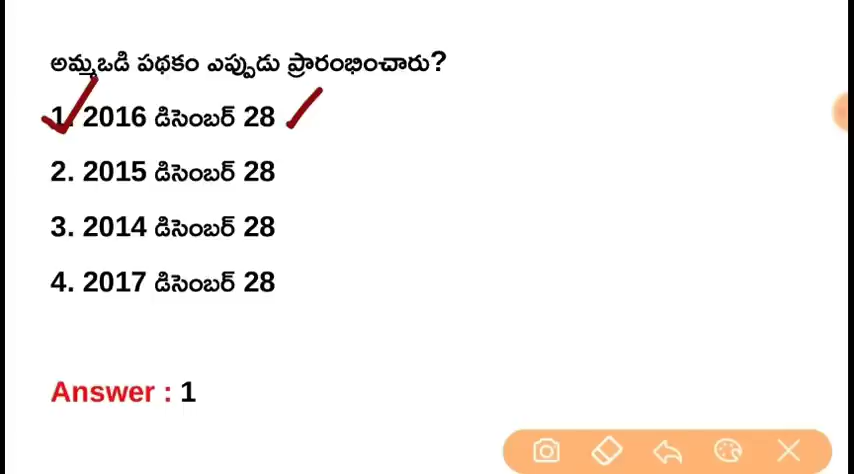 అమ్మఒడి పథకం ఎప్పుడు ప్రారంభించారు?
1. 2016 డిసెంబర్ 28
2. 2015 డిసెంబర్ 28
3. 2014 డిసెంబర్ 28
4. 2017 డిసెంబర్ 28
Answer : 1